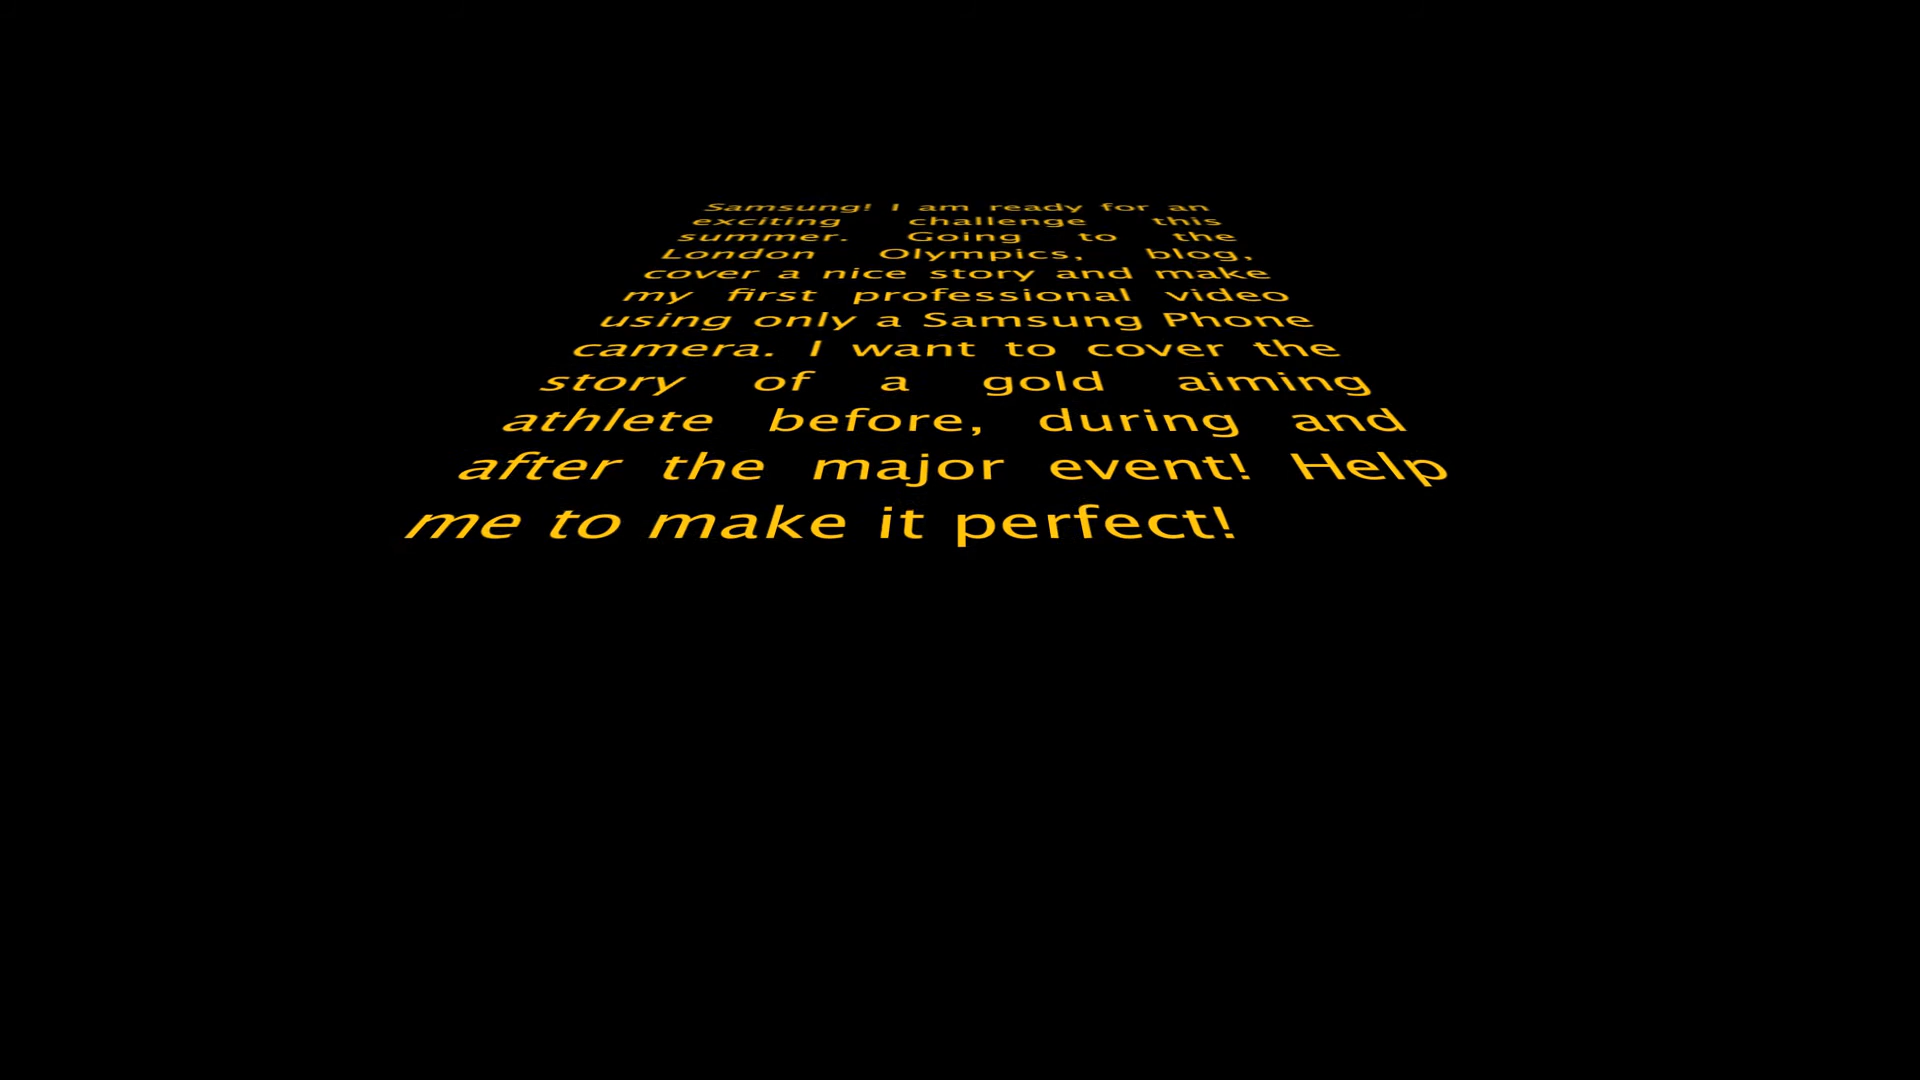 Samsung! I am ready for an
exciting challenge this
summer. Going to the
London Olympics, blog,
cover a nice story and make
my first professional video
using only a Samsung Phone
camera. I want to cover the
story of a gold aiming
athlete before, during and
after the major event! Help
me to make it perfect!